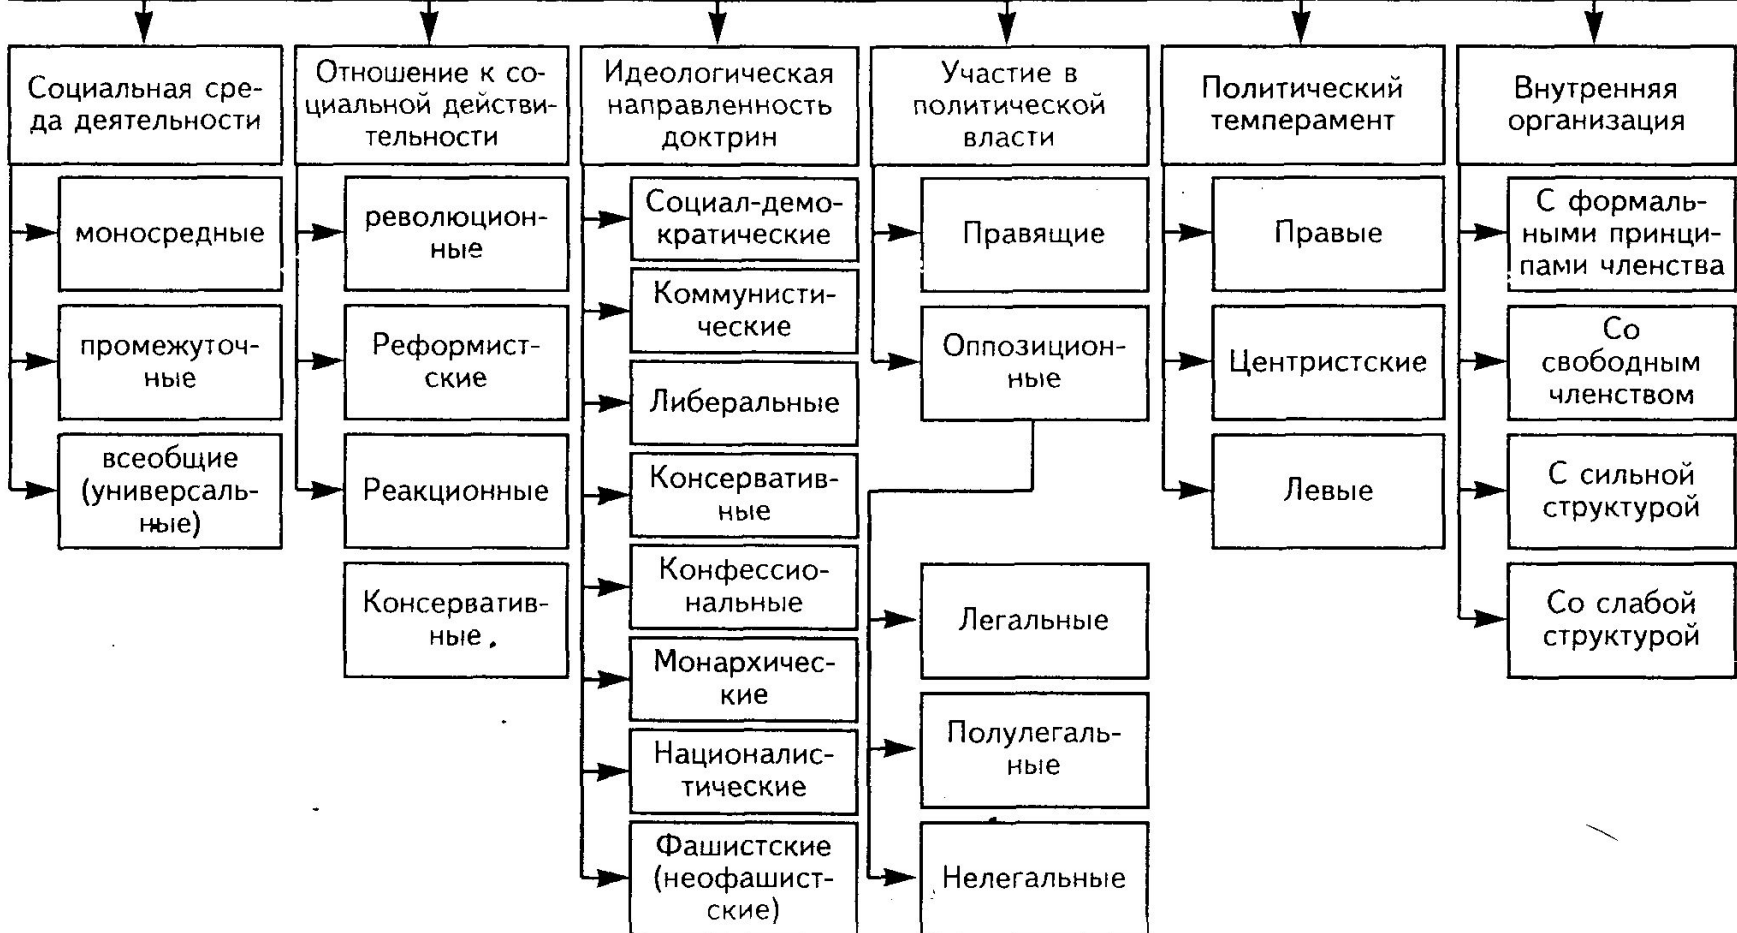 Социальная сре-
да деятельности
моносредные
промежуточ-
ные
всеобщие
(универсаль-
ные)
Отношение к со-
циальной действи-
тельности
революцион-
ные
Реформист-
ские
Реакционные
Консерватив-
ные.
Идеологическая
направленность
доктрин
Социал-демо-
кратические
Коммунисти-
ческие
Либеральные
Консерватив-
ные
Конфессио-
нальные
Монархичес-
кие
Националис-
тические
Фашистские
(неофашист-
ские)
Участие в
политической
власти
Правящие
Оппозицион-
ные
Легальные
Полулегаль-
ные
Нелегальные
Политический
темперамент
Правые
Центристские
Левые
Внутренняя
организация
С формаль-
ными принци-
пами членства
Со
свободным
членством
С сильной
структурой
Со слабой
структурой